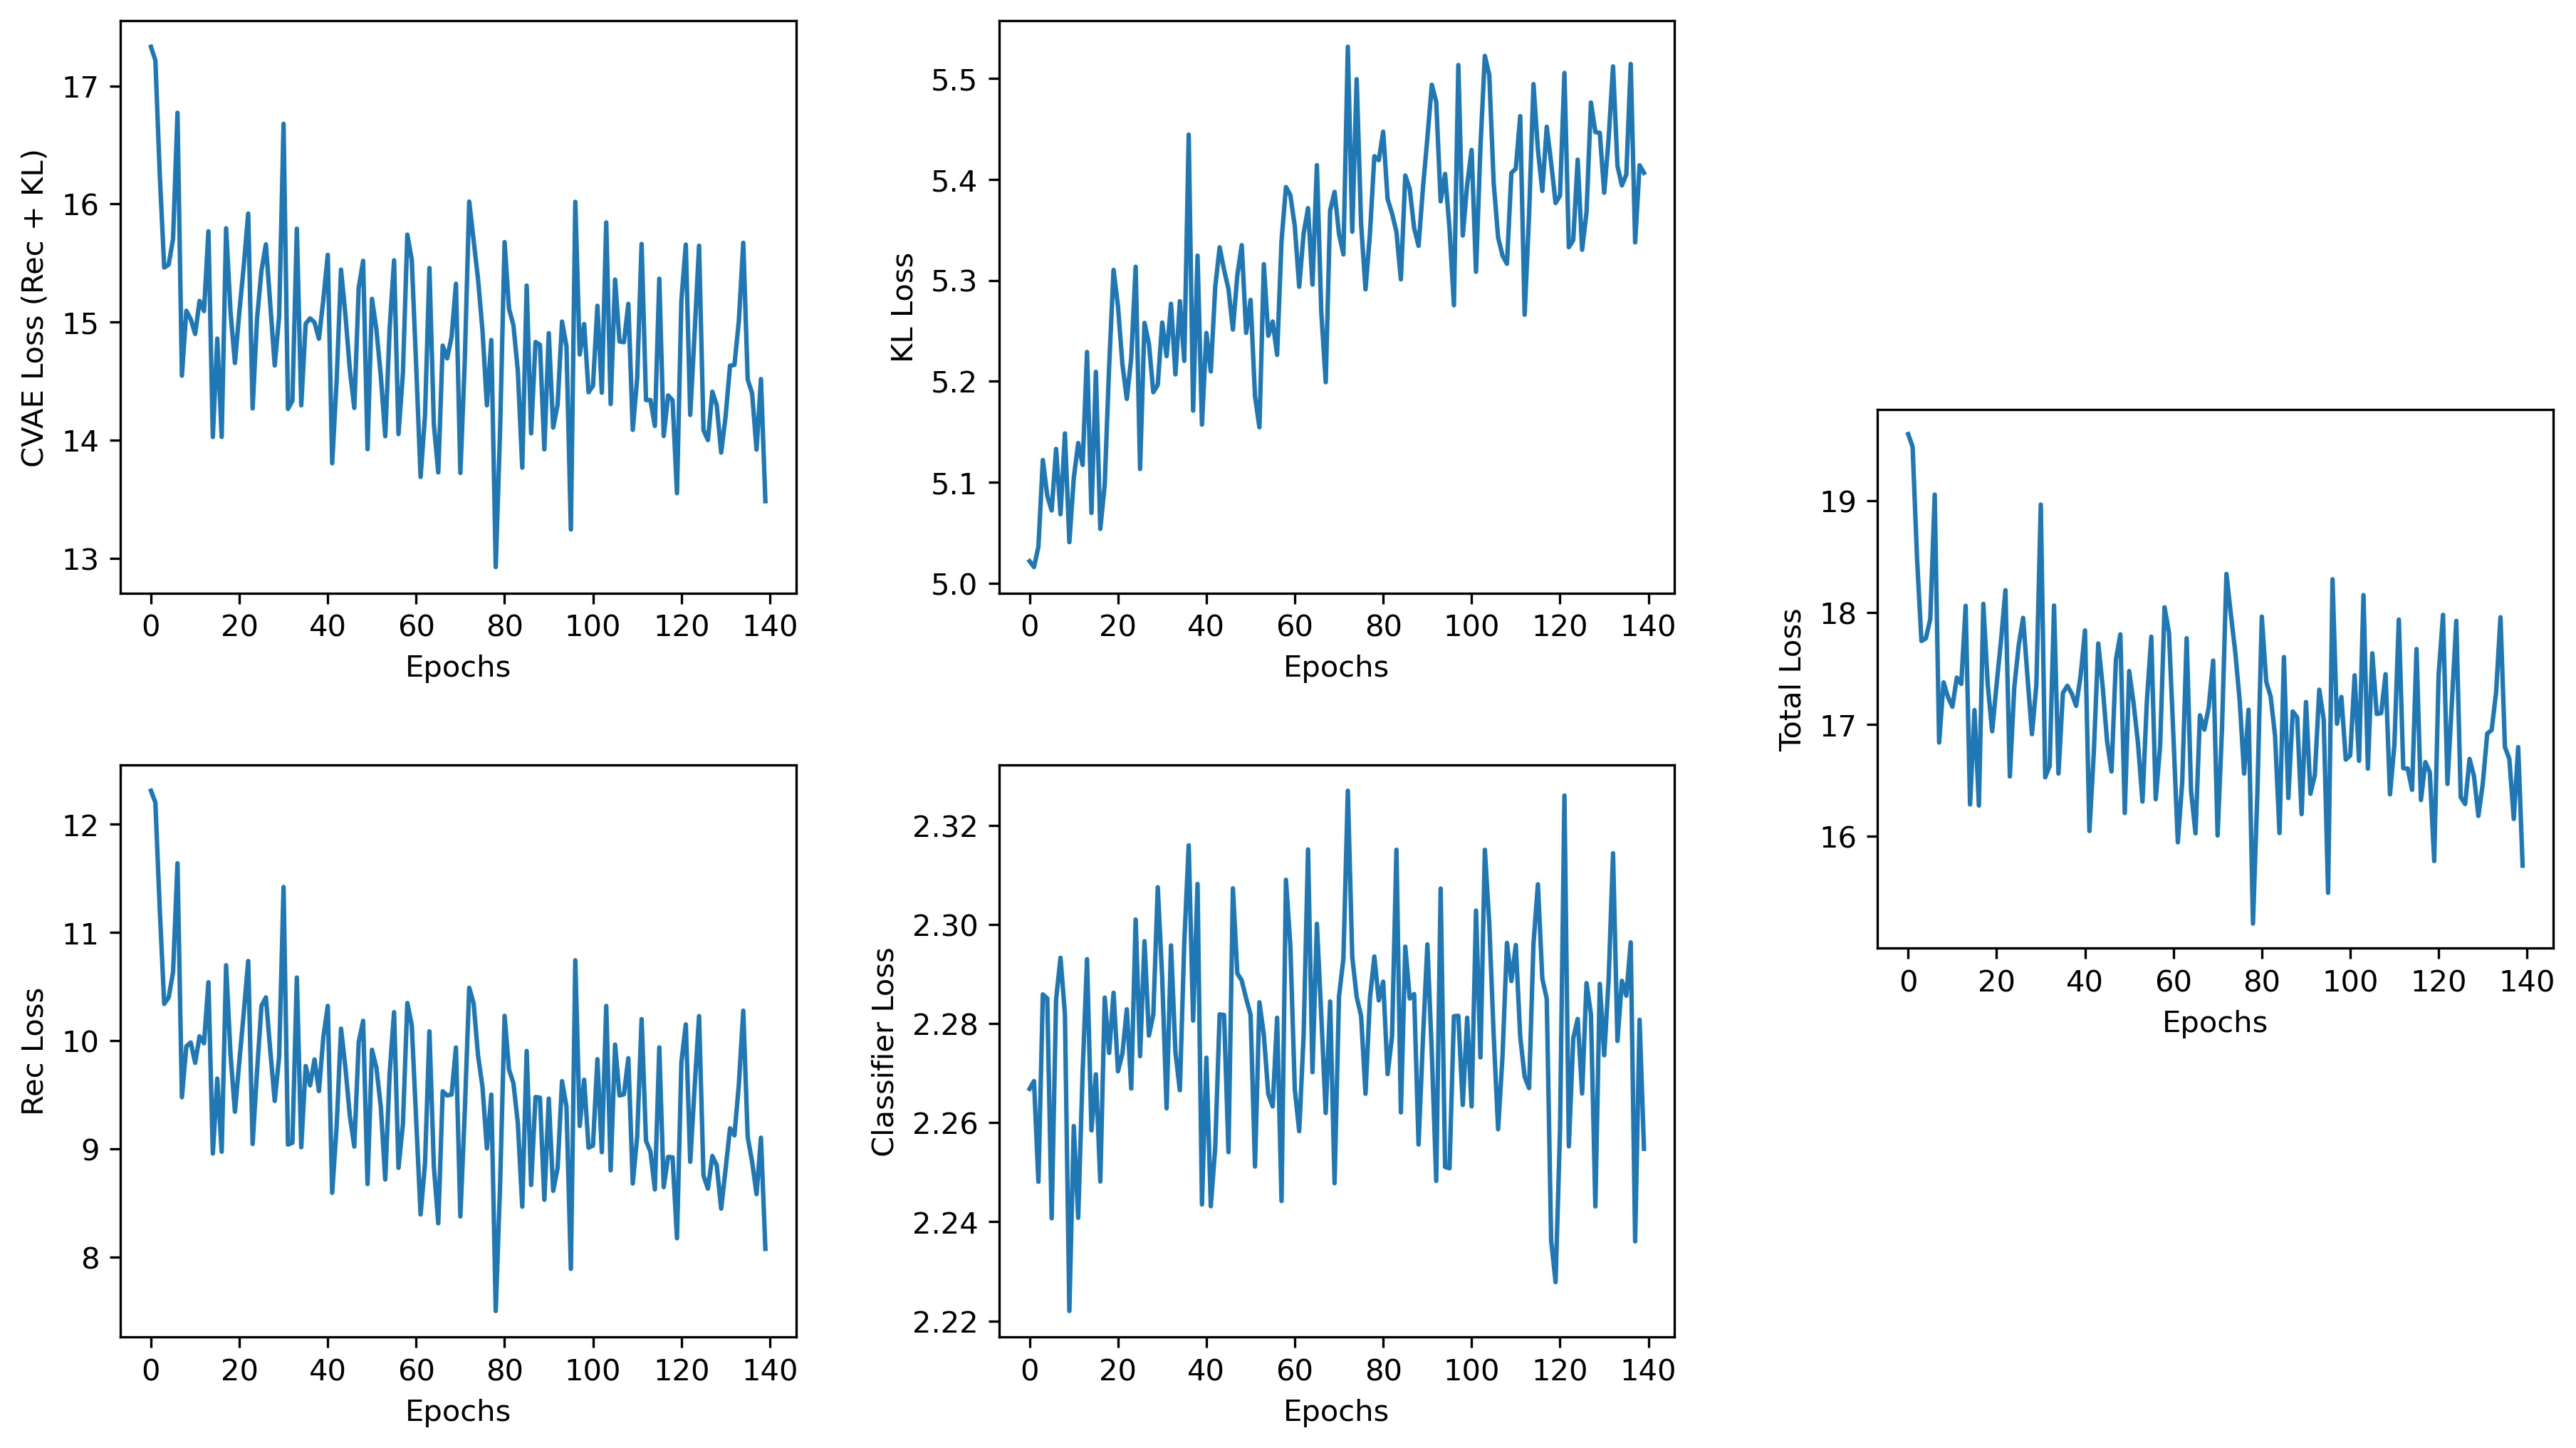 CVAE Loss (Rec + KL)
17
16
15
14
13
0 20 40 60 80 100 120 140
Epochs
KL Loss
5.5
5.4
5.3
5.2
5.1
5.0
0 20 40 60 80 100 120 140
Epochs
Rec Loss
12
11
10
9
8
0 20 40 60 80 100 120 140
Epochs
Classifier Loss
2.32
2.30
2.28
2.26
2.24
2.22
0 20 40 60 80 100 120 140
Epochs
Total Loss
19
18
17
16
0 20 40 60 80 100 120 140
Epochs